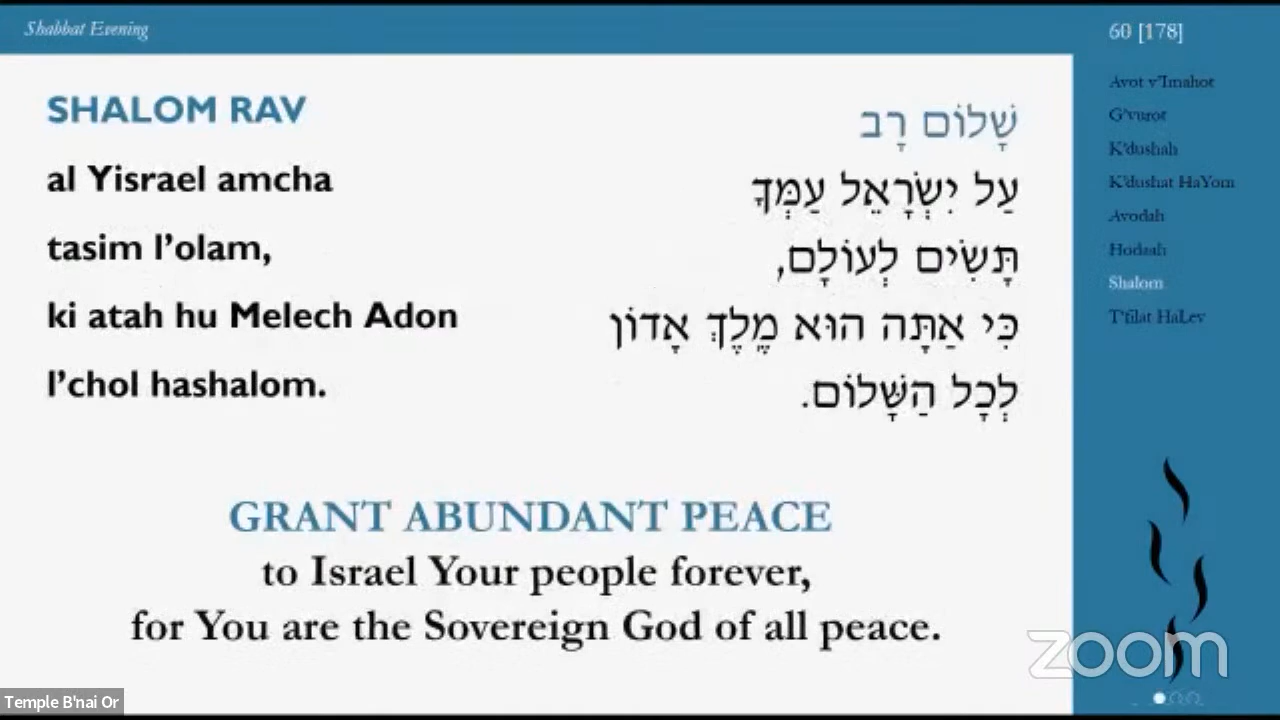 Shabbat Evening
60 [178]
SHALOM RAV
al Yisrael amcha
tasim l’olam,
ki atah hu Melech Adon
l’chol hashalom.
שָׁלוֹם רָב
עַל יִשְׂרָאֵל עַמְּךָ
תָּשִׂים לְעוֹלָם,
כִּי אַתָּה הוּא מֶֽלֶךְ אָדוֹן
לְכָל הַשָּׁלוֹם.
GRANT ABUNDANT PEACE
to Israel Your people forever,
for You are the Sovereign God of all peace.
Avot v’Imahot
G’vurot
K’dushah
K’dushat HaYom
Avodah
Hodaah
Shalom
T’filat HaLev
zoom
Temple B'nai Or